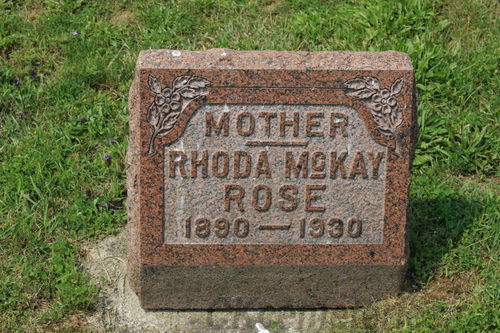 MOTHER
RHODA McKAY
ROSE
1890 — 1930